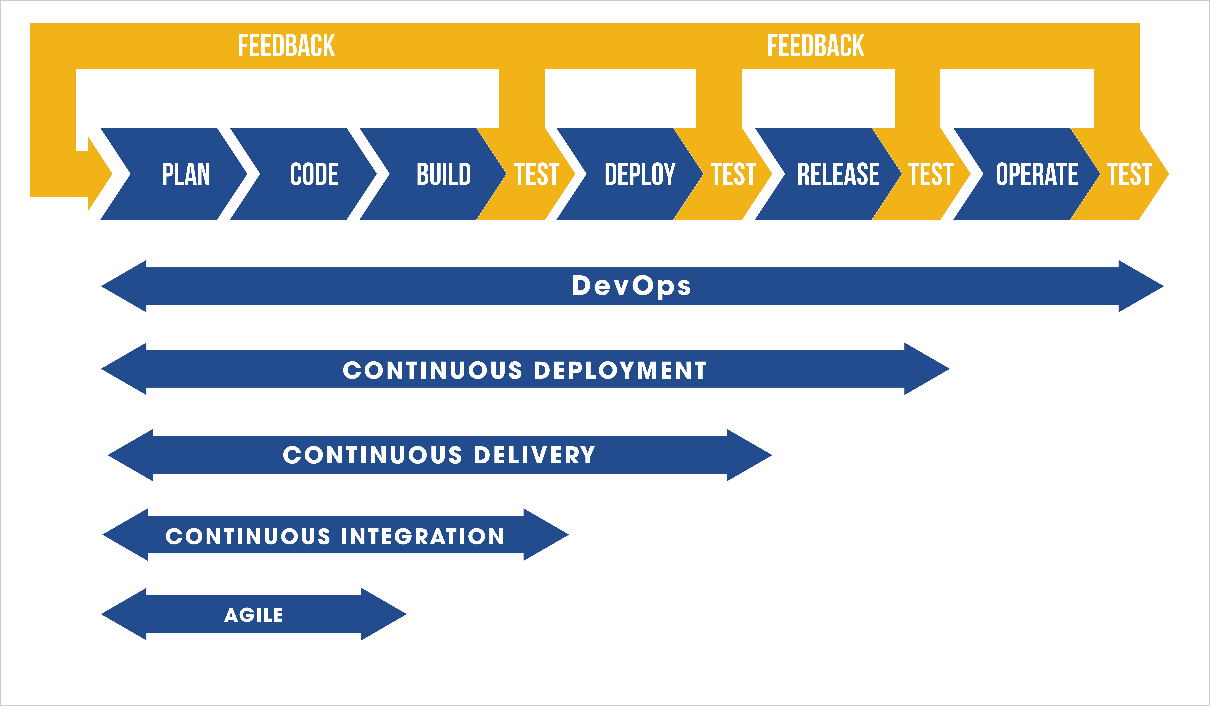 FEEDBACK FEEDBACK
PLAN CODE BUILD TEST DEPLOY TEST RELEASE TEST OPERATE TEST
DevOps
CONTINUOUS DEPLOYMENT
CONTINUOUS DELIVERY
CONTINUOUS INTEGRATION
AGILE